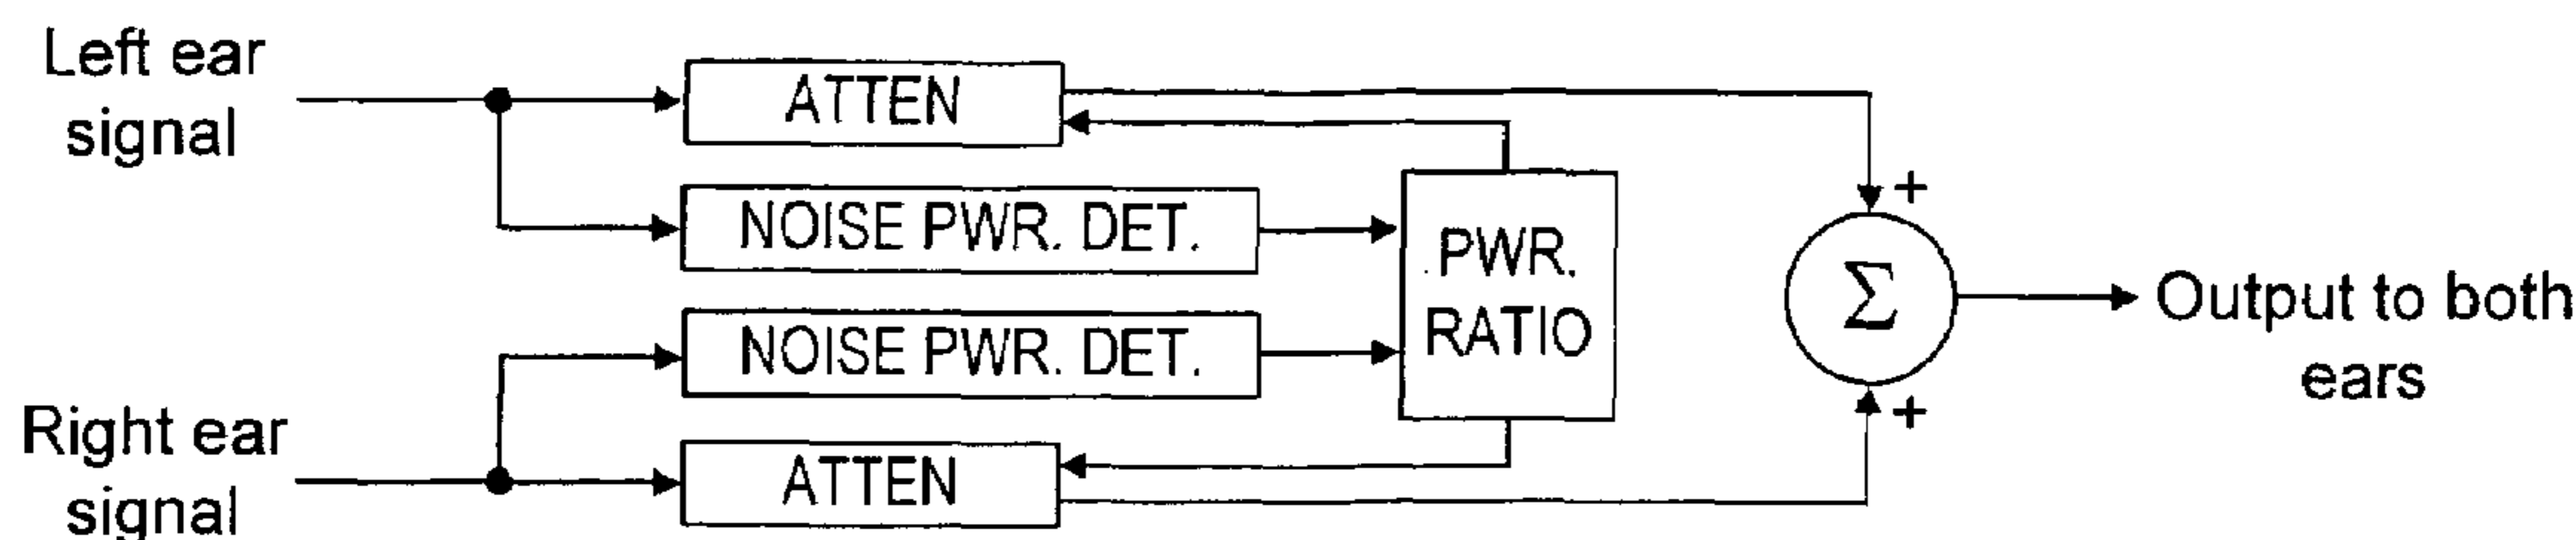 Left ear
signal
ATTEN
NOISE PWR. DET.
PWR.
RATIO
+
Σ
Output to both
ears
NOISE PWR. DET.
Right ear
signal
ATTEN
+